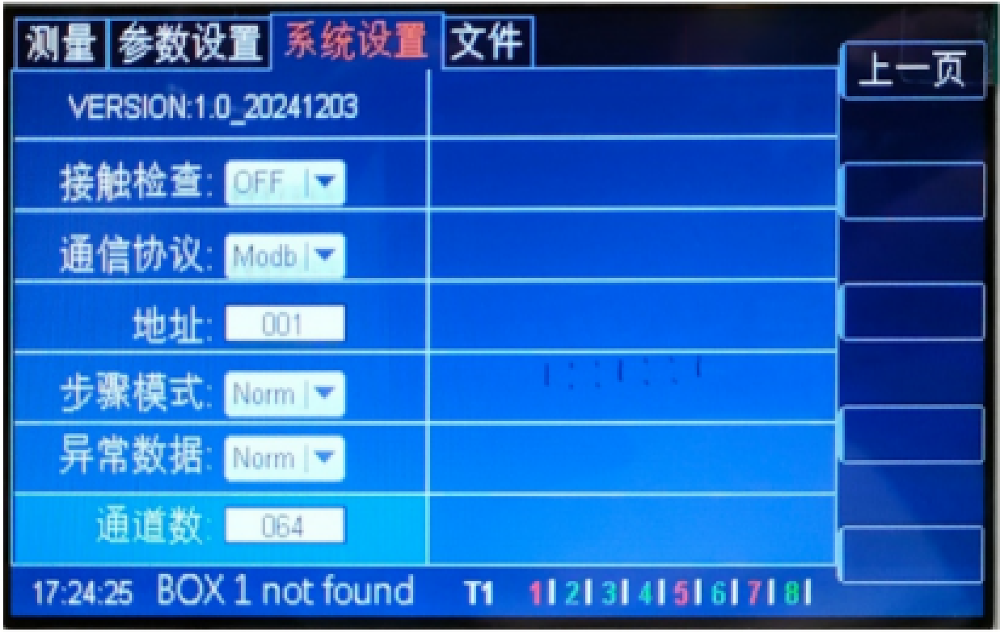 测量 参数设置 系统设置 文件
上一页
VERSION:1.0_20241203
接触检查: OFF
通信协议: Modb
地址: 001
步骤模式: Norm
异常数据: Norm
通道数: 064
17:24:25 BOX 1 not found T1 1 2 3 4 5 6 7 8